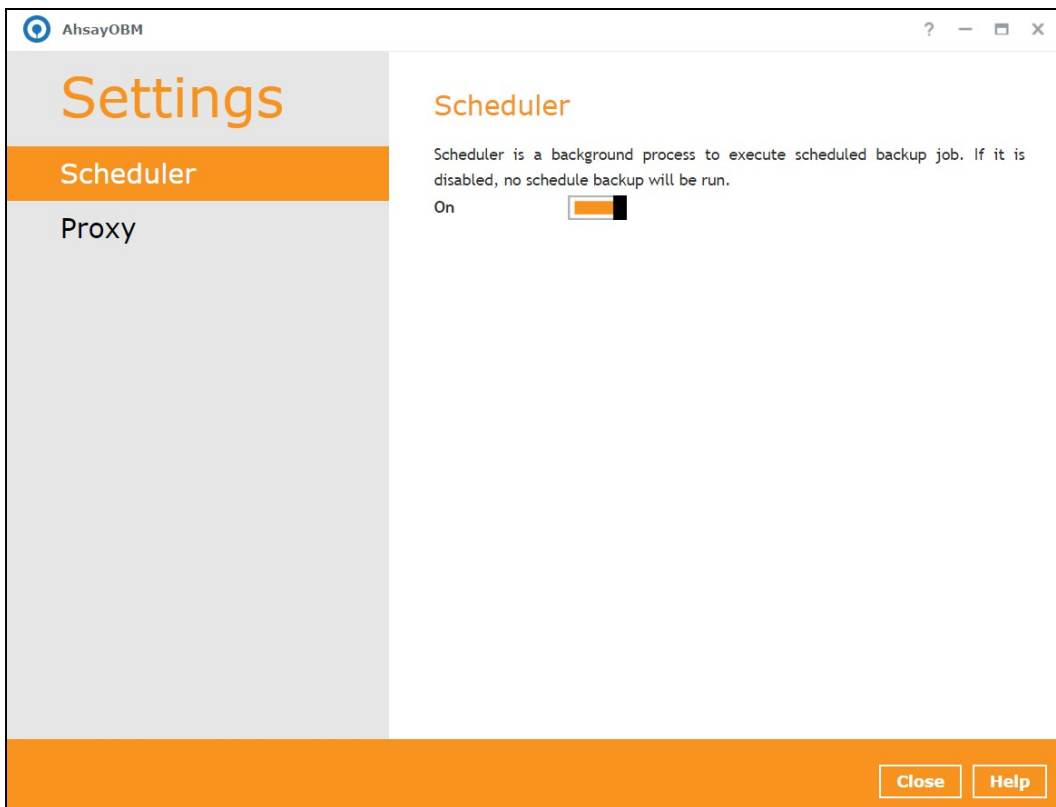 AhsayOBM
?
Settings
Scheduler
Proxy
Scheduler
Scheduler is a background process to execute scheduled backup job. If it is
disabled, no schedule backup will be run.
On
Close
Help